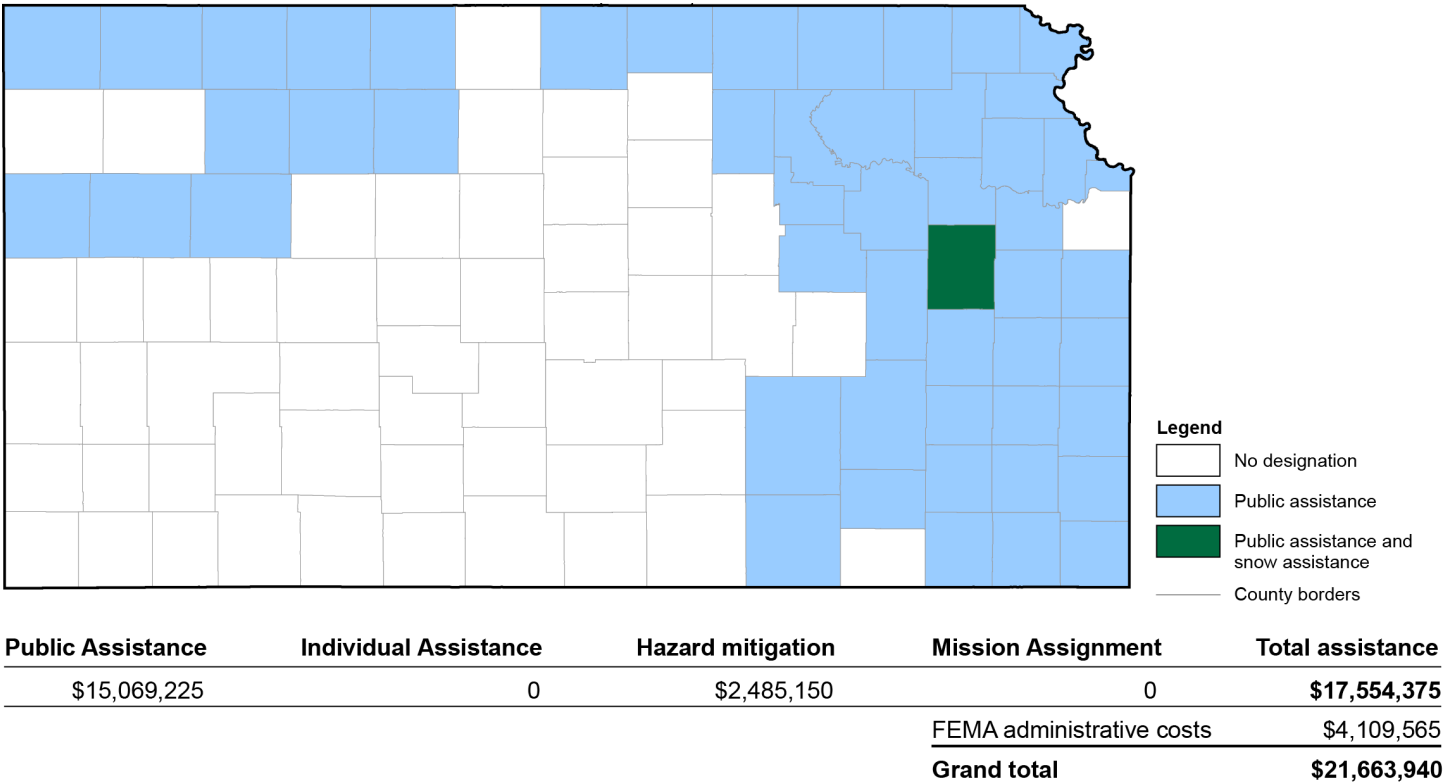 Legend
No designation
Public assistance
Public assistance and
snow assistance
County borders
Public Assistance Individual Assistance Hazard mitigation Mission Assignment Total assistance
$15,069,225 0 $2,485,150 0 $17,554,375
FEMA administrative costs $4,109,565
Grand total $21,663,940